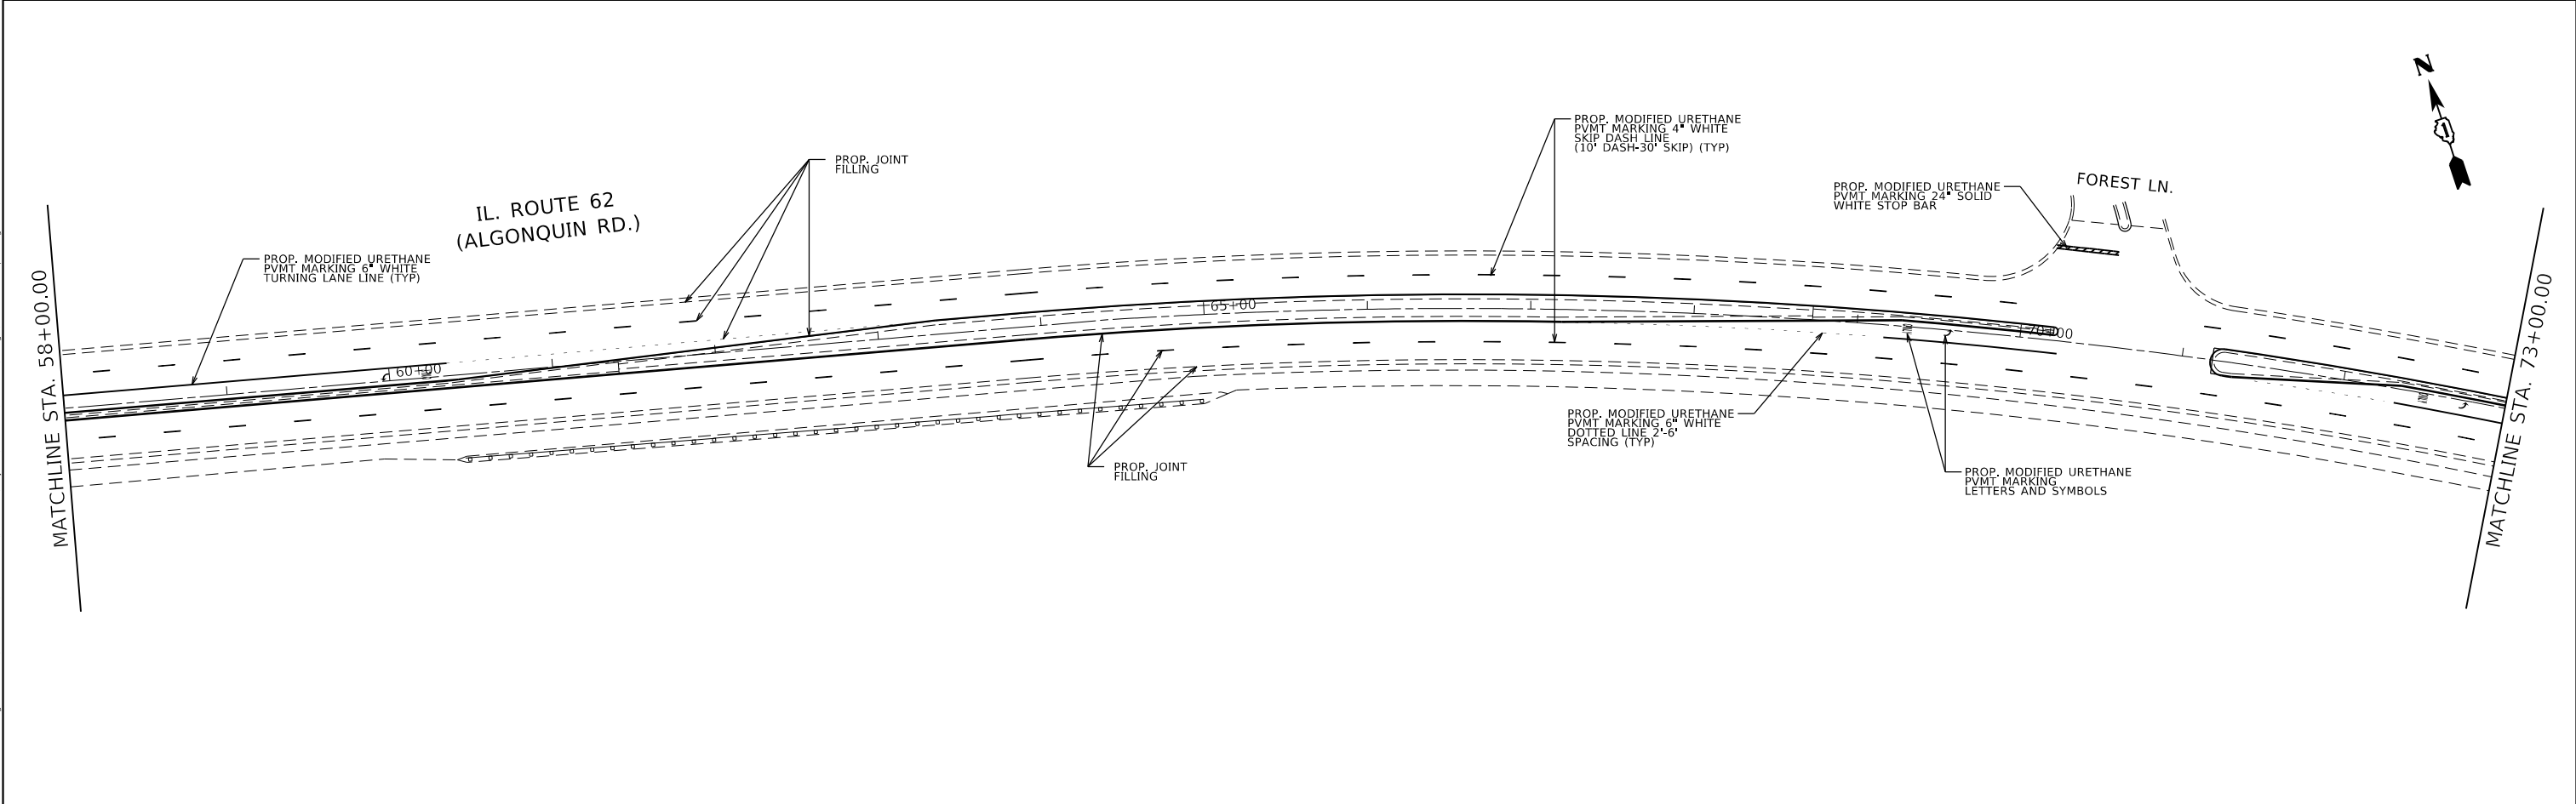 N
PROP. MODIFIED URETHANE
PVMT MARKING 4" WHITE
SKIP DASH LINE
(10' DASH-30' SKIP) (TYP)
PROP. JOINT
FILLING
FOREST LN.
PROP. MODIFIED URETHANE
PVMT MARKING 24" SOLID
WHITE STOP BAR
IL. ROUTE 62
(ALGONQUIN RD.)
PROP. MODIFIED URETHANE
PVMT MARKING 6" WHITE
TURNING LANE LINE (TYP)
MATCHLINE STA. 58+00.00
60+00
65+00
70+00
MATCHLINE STA. 73+00.00
PROP. MODIFIED URETHANE
PVMT MARKING 6" WHITE
DOTTED LINE 2'-6'
SPACING (TYP)
PROP. JOINT
FILLING
PROP. MODIFIED URETHANE
PVMT MARKING
LETTERS AND SYMBOLS